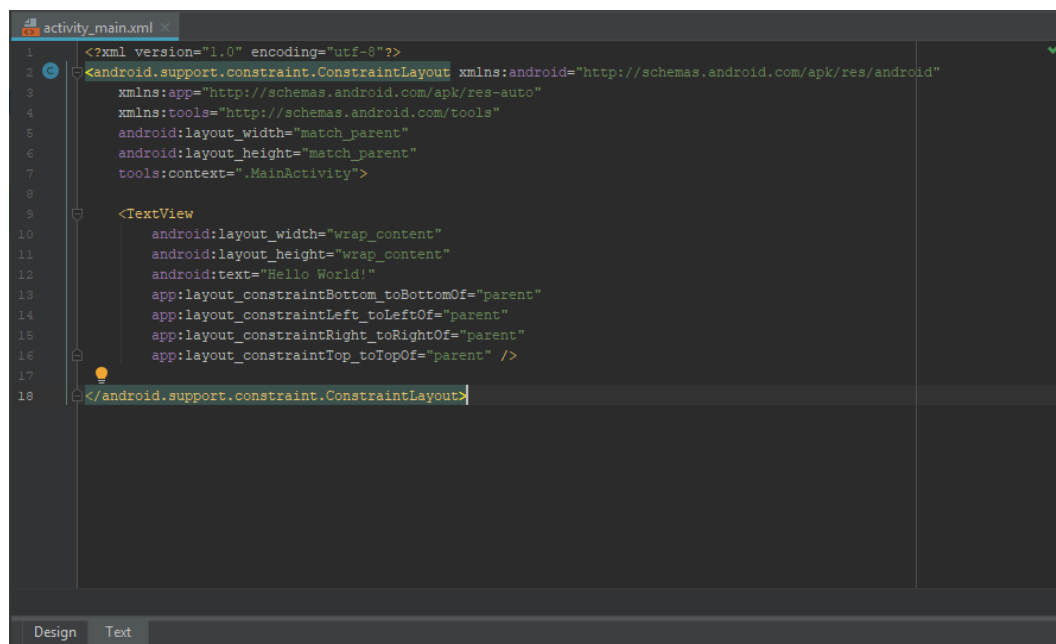 activity_main.xml
1 <?xml version="1.0" encoding="utf-8"?>
2 <android.support.constraint.ConstraintLayout xmlns:android="http://schemas.android.com/apk/res/android"
3 xmlns:app="http://schemas.android.com/apk/res-auto"
4 xmlns:tools="http://schemas.android.com/tools"
5 android:layout_width="match_parent"
6 android:layout_height="match_parent"
7 tools:context=".MainActivity">
8
9 <TextView
10 android:layout_width="wrap_content"
11 android:layout_height="wrap_content"
12 android:text="Hello World!"
13 app:layout_constraintBottom_toBottomOf="parent"
14 app:layout_constraintLeft_toLeftOf="parent"
15 app:layout_constraintRight_toRightOf="parent"
16 app:layout_constraintTop_toTopOf="parent" />
17
18 </android.support.constraint.ConstraintLayout>
Design Text